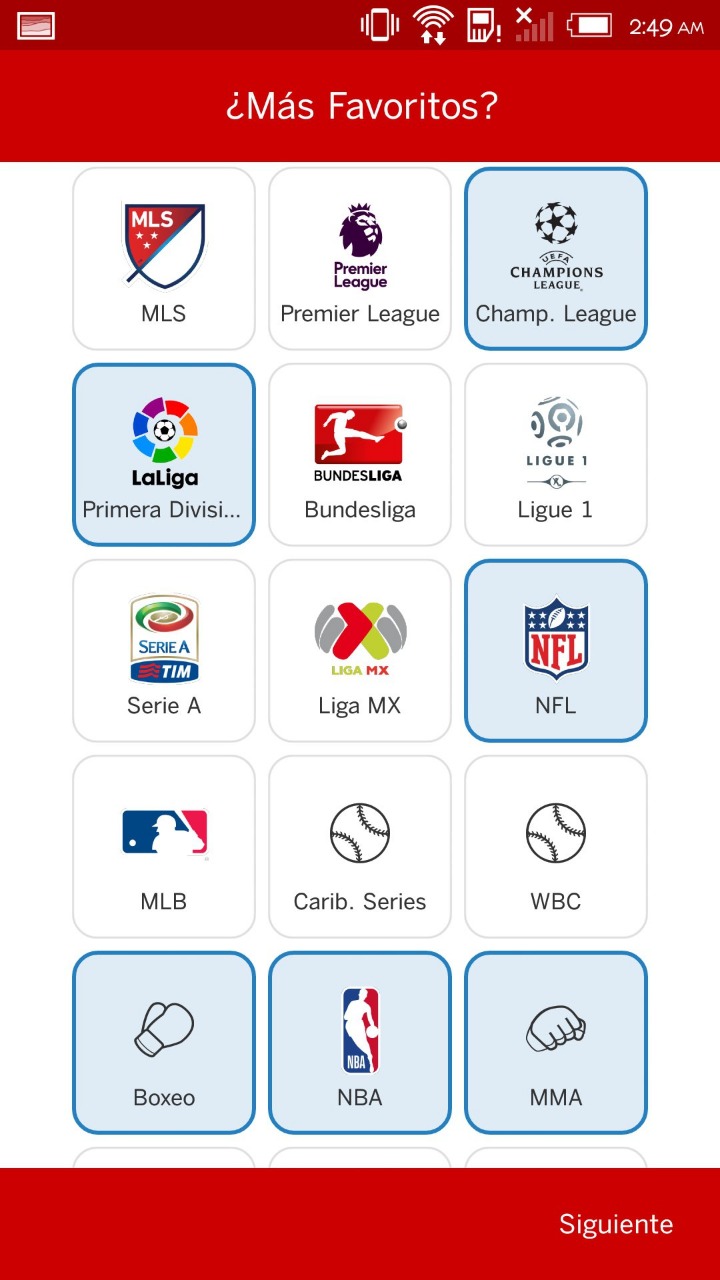 2:49 AM
¿Más Favoritos?
MLS
MLS
Premier
League
Premier League
UEFA
CHAMPIONS
LEAGUE
Champ. League
LaLiga
Primera Divisi...
BUNDESLIGA
Bundesliga
LIGUE 1
Ligue 1
SERIE A
TIM
Serie A
LIGA MX
Liga MX
NFL
NFL
MLB
Carib. Series
WBC
Boxeo
NBA
NBA
MMA
Siguiente